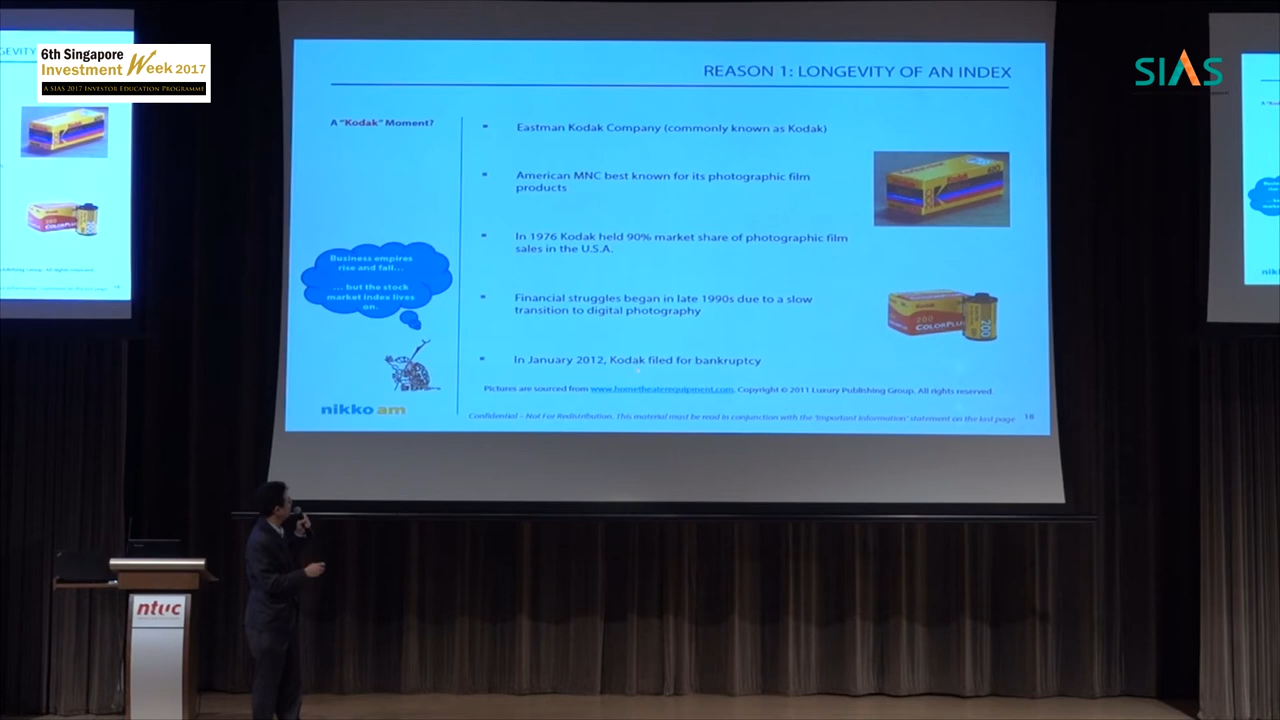 6th Singapore
Investment Week 2017
A SIAS 2017 INVESTOR EDUCATION PROGRAMME
SIAS
GEVITY
REASON 1: LONGEVITY OF AN INDEX
A "Kodak" Moment?
Eastman Kodak Company (commonly known as Kodak)
American MNC best known for its photographic film
products
In 1976 Kodak held 90% market share of photographic film
sales in the U.S.A.
Financial struggles began in late 1990s due to a slow
transition to digital photography
In January 2012, Kodak filed for bankruptcy
Business empires
rise and fall...
... but the stock
market index lives
on.
Kodak
200
COLORPLUS
200
Pictures are sourced from www.hometheaterequipment.com. Copyright © 2011 Luxury Publishing Group. All rights reserved.
nikko am
Confidential – Not For Redistribution. This material must be read in conjunction with the 'Important Information' statement on the last page
18
ntuc